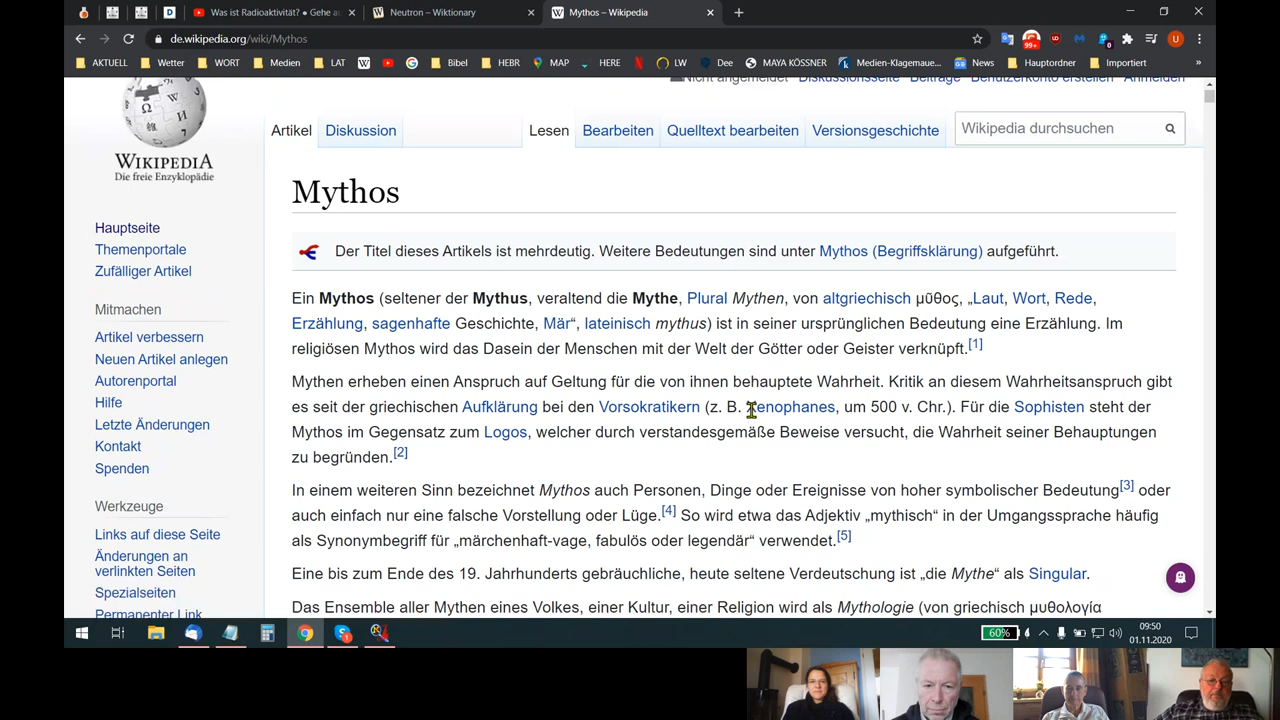 Was ist Radioaktivität? • Gehe au
Neutron – Wiktionary
Mythos – Wikipedia
de.wikipedia.org/wiki/Mythos
99+
0
U
AKTUELL
Wetter
WORT
Medien
LAT
Bibel
HEBR
MAP
HERE
LW
Dee
MAYA KÖSSNER
Medien-Klagemaue...
News
Hauptordner
Importiert
»
Nicht angemeldet Diskussionsseite Beiträge Benutzerkonto erstellen Anmelden
WIKIPEDIA
Die freie Enzyklopädie
Artikel
Diskussion
Lesen
Bearbeiten
Quelltext bearbeiten
Versionsgeschichte
Wikipedia durchsuchen
Hauptseite
Themenportale
Zufälliger Artikel
Mitmachen
Artikel verbessern
Neuen Artikel anlegen
Autorenportal
Hilfe
Letzte Änderungen
Kontakt
Spenden
Werkzeuge
Links auf diese Seite
Änderungen an
verlinkten Seiten
Spezialseiten
Permanenter Link
Mythos
Der Titel dieses Artikels ist mehrdeutig. Weitere Bedeutungen sind unter Mythos (Begriffsklärung) aufgeführt.
Ein Mythos (seltener der Mythus, veraltend die Mythe, Plural Mythen, von altgriechisch μῦθος, „Laut, Wort, Rede,
Erzählung, sagenhafte Geschichte, Mär“, lateinisch mythus) ist in seiner ursprünglichen Bedeutung eine Erzählung. Im
religiösen Mythos wird das Dasein der Menschen mit der Welt der Götter oder Geister verknüpft.[1]
Mythen erheben einen Anspruch auf Geltung für die von ihnen behauptete Wahrheit. Kritik an diesem Wahrheitsanspruch gibt
es seit der griechischen Aufklärung bei den Vorsokratikern (z. B. Xenophanes, um 500 v. Chr.). Für die Sophisten steht der
Mythos im Gegensatz zum Logos, welcher durch verstandesgemäße Beweise versucht, die Wahrheit seiner Behauptungen
zu begründen.[2]
In einem weiteren Sinn bezeichnet Mythos auch Personen, Dinge oder Ereignisse von hoher symbolischer Bedeutung[3] oder
auch einfach nur eine falsche Vorstellung oder Lüge.[4] So wird etwa das Adjektiv „mythisch“ in der Umgangssprache häufig
als Synonymbegriff für „märchenhaft-vage, fabulös oder legendär“ verwendet.[5]
Eine bis zum Ende des 19. Jahrhunderts gebräuchliche, heute seltene Verdeutschung ist „die Mythe“ als Singular.
Das Ensemble aller Mythen eines Volkes, einer Kultur, einer Religion wird als Mythologie (von griechisch μυθολογία
60%
09:50
01.11.2020